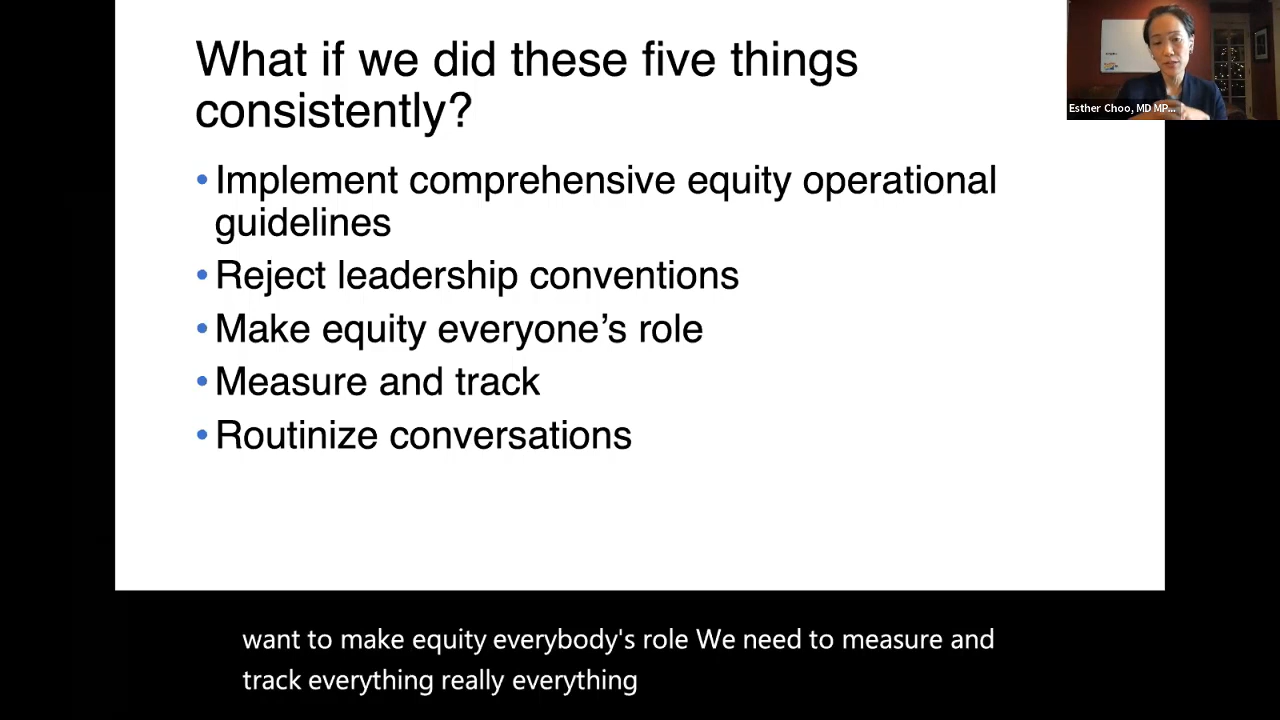 What if we did these five things
consistently?
Esther Choo, MD MP...
• Implement comprehensive equity operational
guidelines
• Reject leadership conventions
• Make equity everyone’s role
• Measure and track
• Routinize conversations
want to make equity everybody's role We need to measure and
track everything really everything